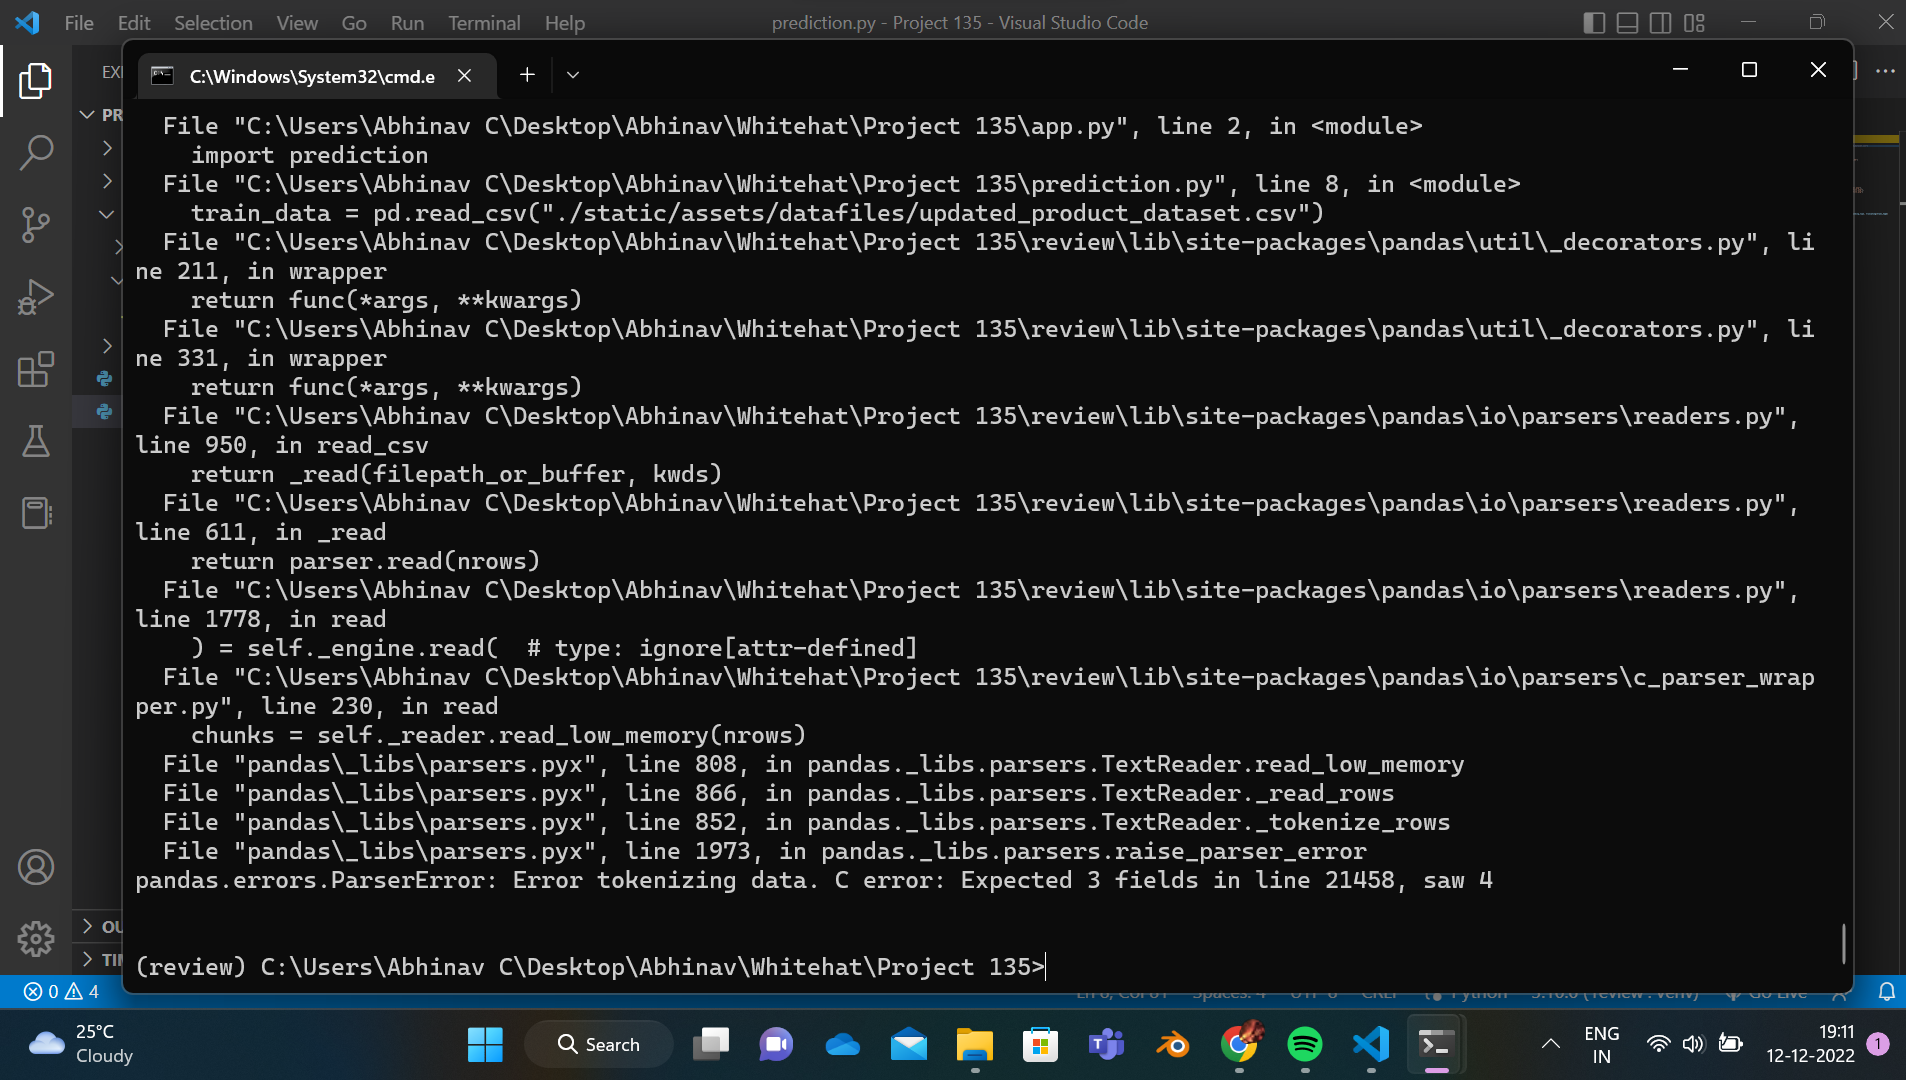 File Edit Selection View Go Run Terminal Help
prediction.py - Project 135 - Visual Studio Code
C:\Windows\System32\cmd.e
File "C:\Users\Abhinav C\Desktop\Abhinav\Whitehat\Project 135\app.py", line 2, in <module>
import prediction
File "C:\Users\Abhinav C\Desktop\Abhinav\Whitehat\Project 135\prediction.py", line 8, in <module>
train_data = pd.read_csv("./static/assets/datafiles/updated_product_dataset.csv")
File "C:\Users\Abhinav C\Desktop\Abhinav\Whitehat\Project 135\review\lib\site-packages\pandas\util\_decorators.py", li
ne 211, in wrapper
return func(*args, **kwargs)
File "C:\Users\Abhinav C\Desktop\Abhinav\Whitehat\Project 135\review\lib\site-packages\pandas\util\_decorators.py", li
ne 331, in wrapper
return func(*args, **kwargs)
File "C:\Users\Abhinav C\Desktop\Abhinav\Whitehat\Project 135\review\lib\site-packages\pandas\io\parsers\readers.py",
line 950, in read_csv
return _read(filepath_or_buffer, kwds)
File "C:\Users\Abhinav C\Desktop\Abhinav\Whitehat\Project 135\review\lib\site-packages\pandas\io\parsers\readers.py",
line 611, in _read
return parser.read(nrows)
File "C:\Users\Abhinav C\Desktop\Abhinav\Whitehat\Project 135\review\lib\site-packages\pandas\io\parsers\readers.py",
line 1778, in read
) = self._engine.read(  # type: ignore[attr-defined]
File "C:\Users\Abhinav C\Desktop\Abhinav\Whitehat\Project 135\review\lib\site-packages\pandas\io\parsers\c_parser_wrap
per.py", line 230, in read
chunks = self._reader.read_low_memory(nrows)
File "pandas\_libs\parsers.pyx", line 808, in pandas._libs.parsers.TextReader.read_low_memory
File "pandas\_libs\parsers.pyx", line 866, in pandas._libs.parsers.TextReader._read_rows
File "pandas\_libs\parsers.pyx", line 852, in pandas._libs.parsers.TextReader._tokenize_rows
File "pandas\_libs\parsers.pyx", line 1973, in pandas._libs.parsers.raise_parser_error
pandas.errors.ParserError: Error tokenizing data. C error: Expected 3 fields in line 21458, saw 4
(review) C:\Users\Abhinav C\Desktop\Abhinav\Whitehat\Project 135>
EX
PR
OU
TI
0 4
25°C
Cloudy
Search
ENG
IN
19:11
12-12-2022
1